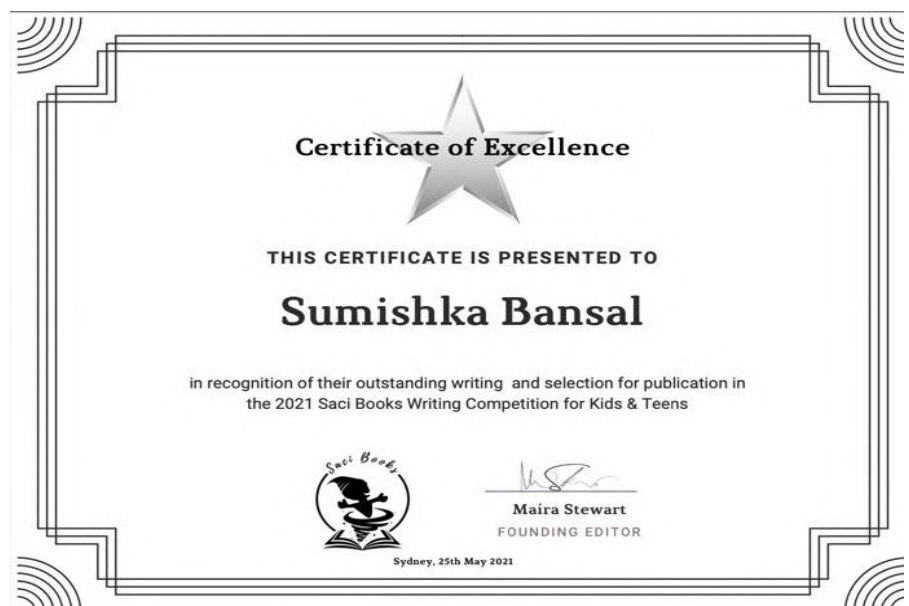 Certificate of Excellence
THIS CERTIFICATE IS PRESENTED TO
Sumishka Bansal
in recognition of their outstanding writing and selection for publication in
the 2021 Saci Books Writing Competition for Kids & Teens
Saci Books
Maira Stewart
FOUNDING EDITOR
Sydney, 25th May 2021